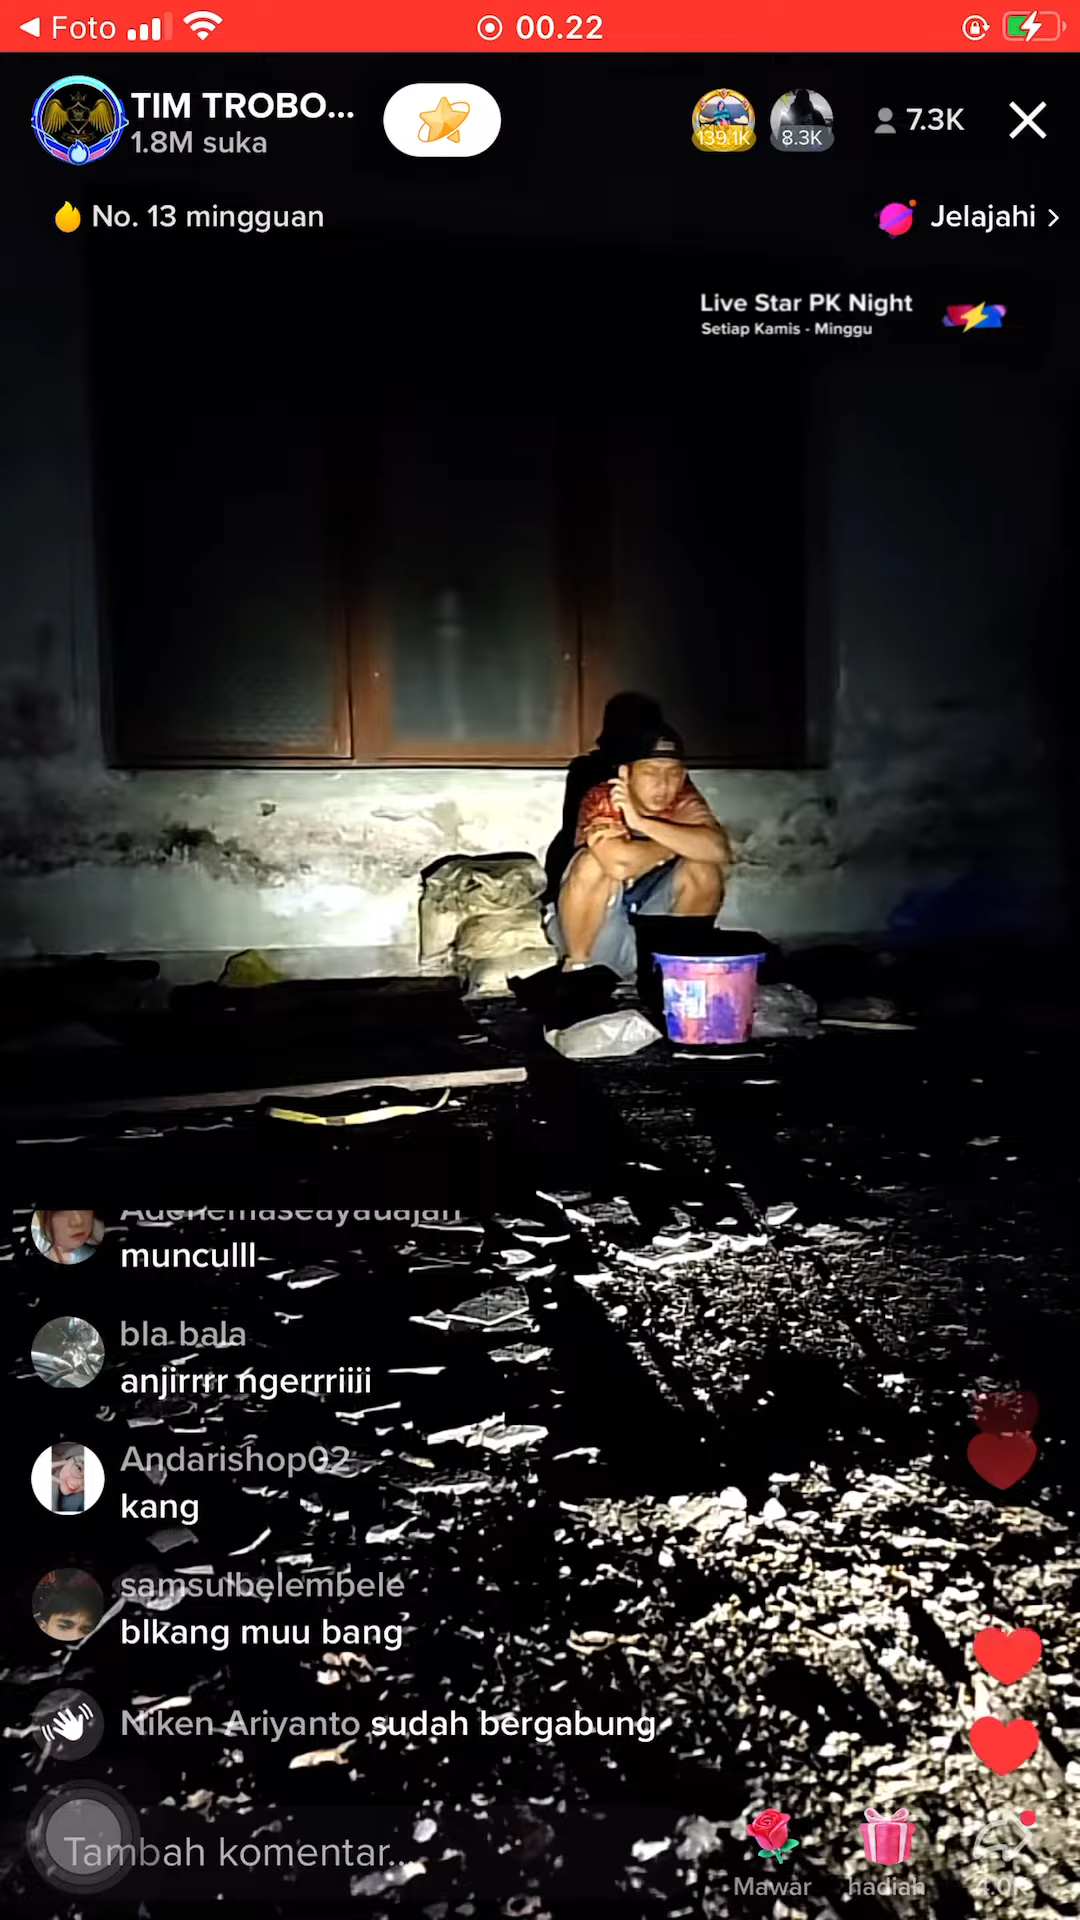 Foto
00.22
TIM TROBO...
1.8M suka
139.1K
8.3K
7.3K
No. 13 mingguan
Jelajahi
Live Star PK Night
Setiap Kamis - Minggu
munculll
bla bala
anjirrrr ngerrriiii
Andarishop02
kang
samsulbelembele
blkang muu bang
Niken Ariyanto sudah bergabung
Tambah komentar...
Mawar
hadiah